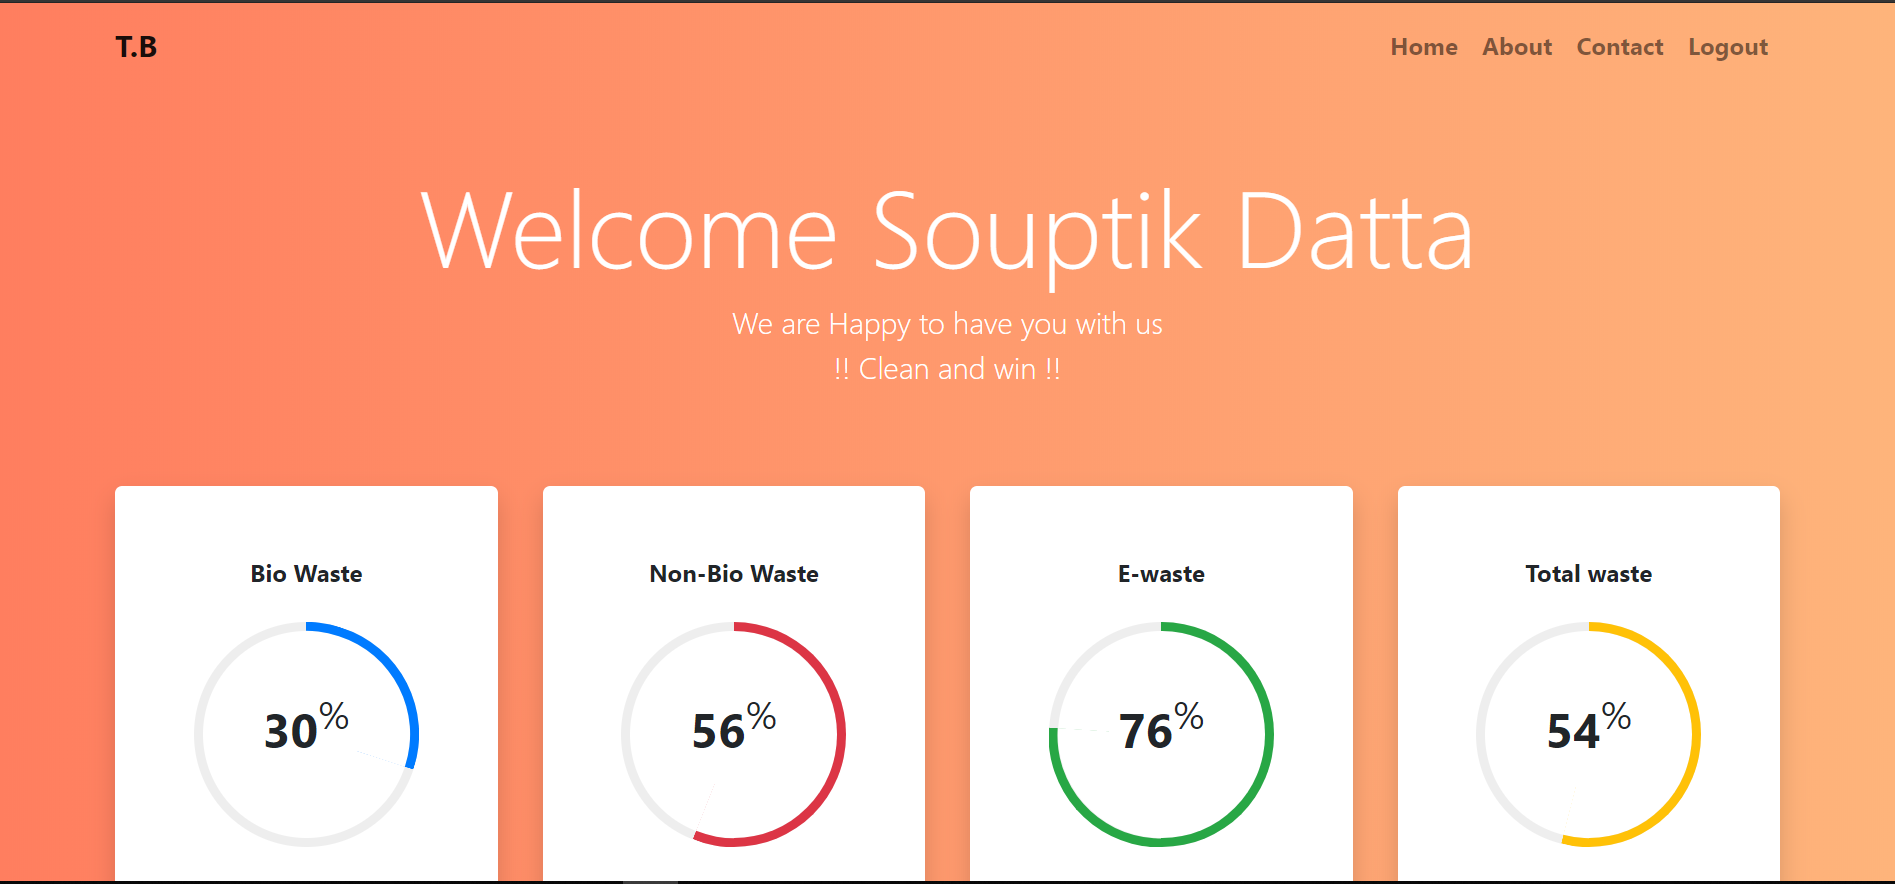 T.B
Home About Contact Logout
Welcome Souptik Datta
We are Happy to have you with us
!! Clean and win !!
Bio Waste
Non-Bio Waste
E-waste
Total waste
30%
56%
76%
54%